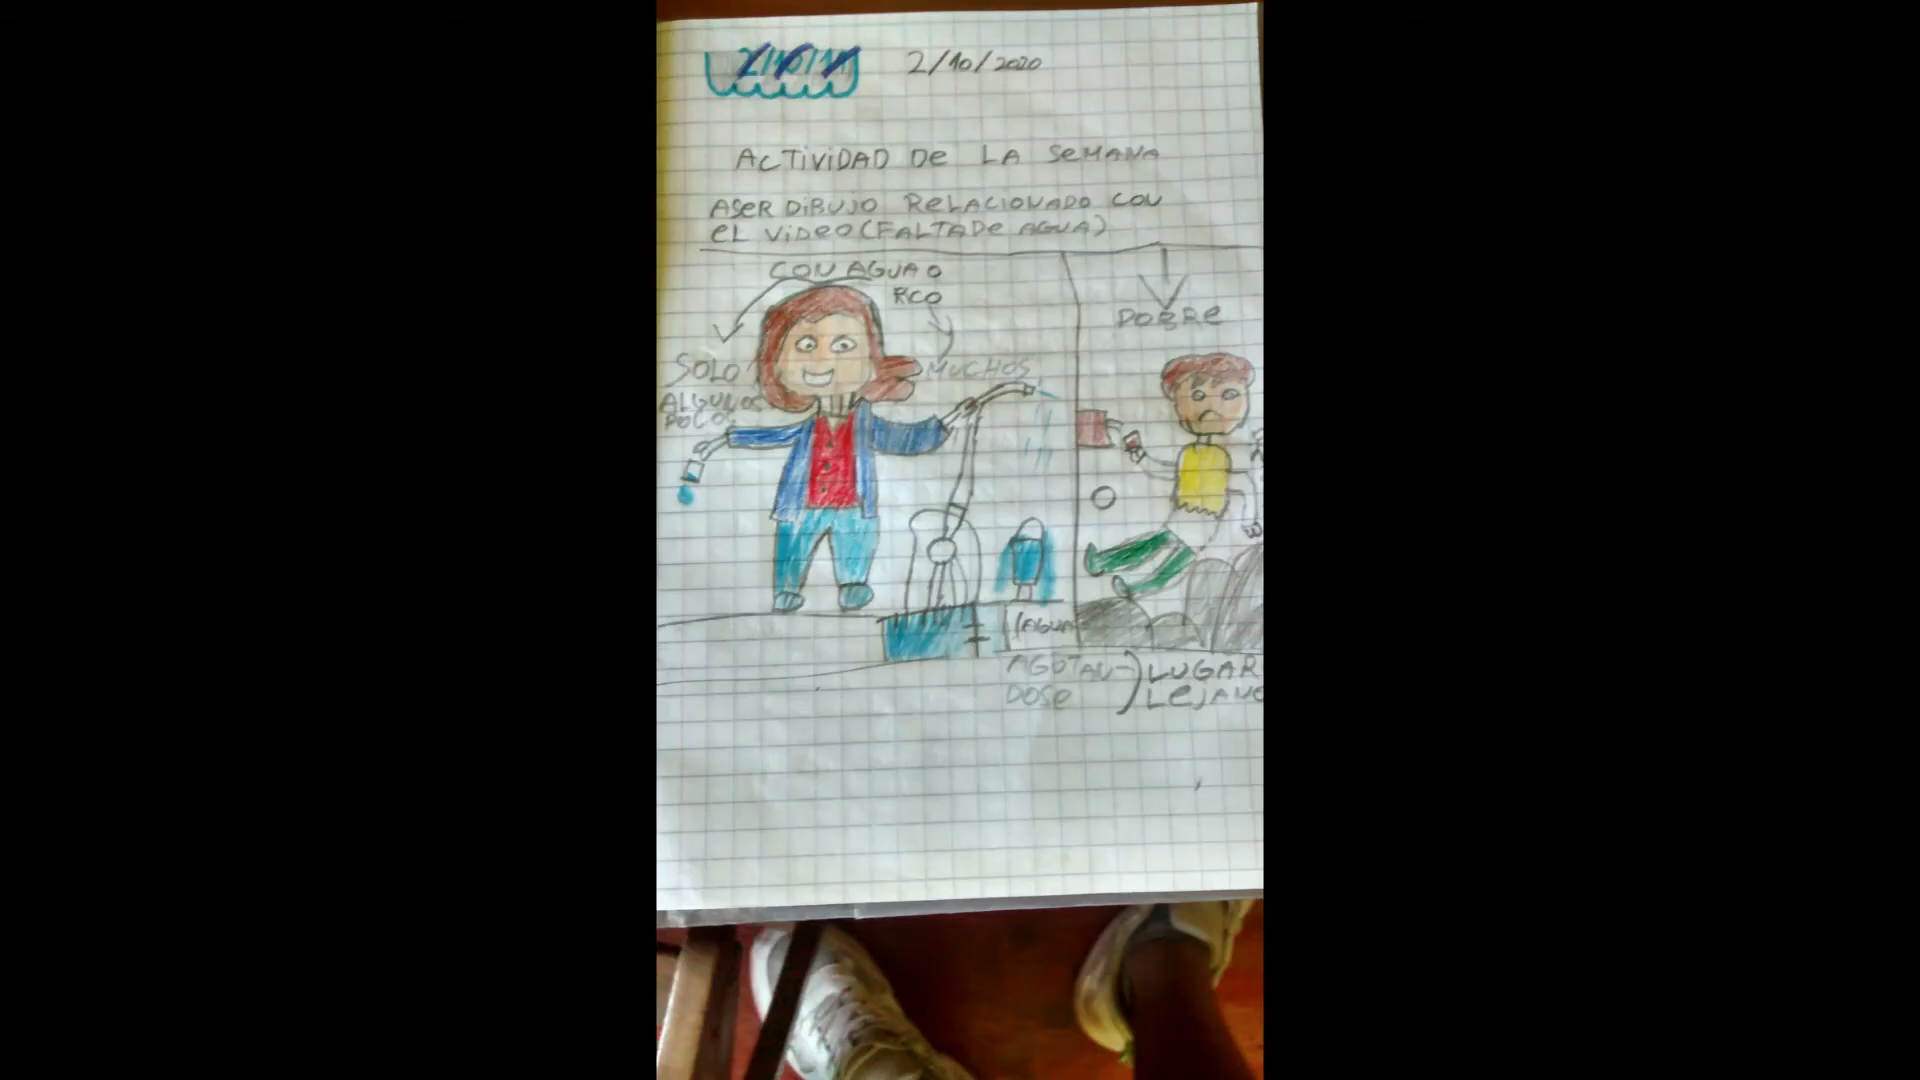 2/10/2020
ACTIVIDAD DE LA SEMANA
ASER DIBUJO RELACIONADO CON
EL VIDEO (FALTA DE AGUA)
CON AGUA O
RCO
SOLO
ALGUNOS
POCOS
MUCHOS
POBRE
AGUA
AGOTAN-
DOSE
LUGAR
LEJANO